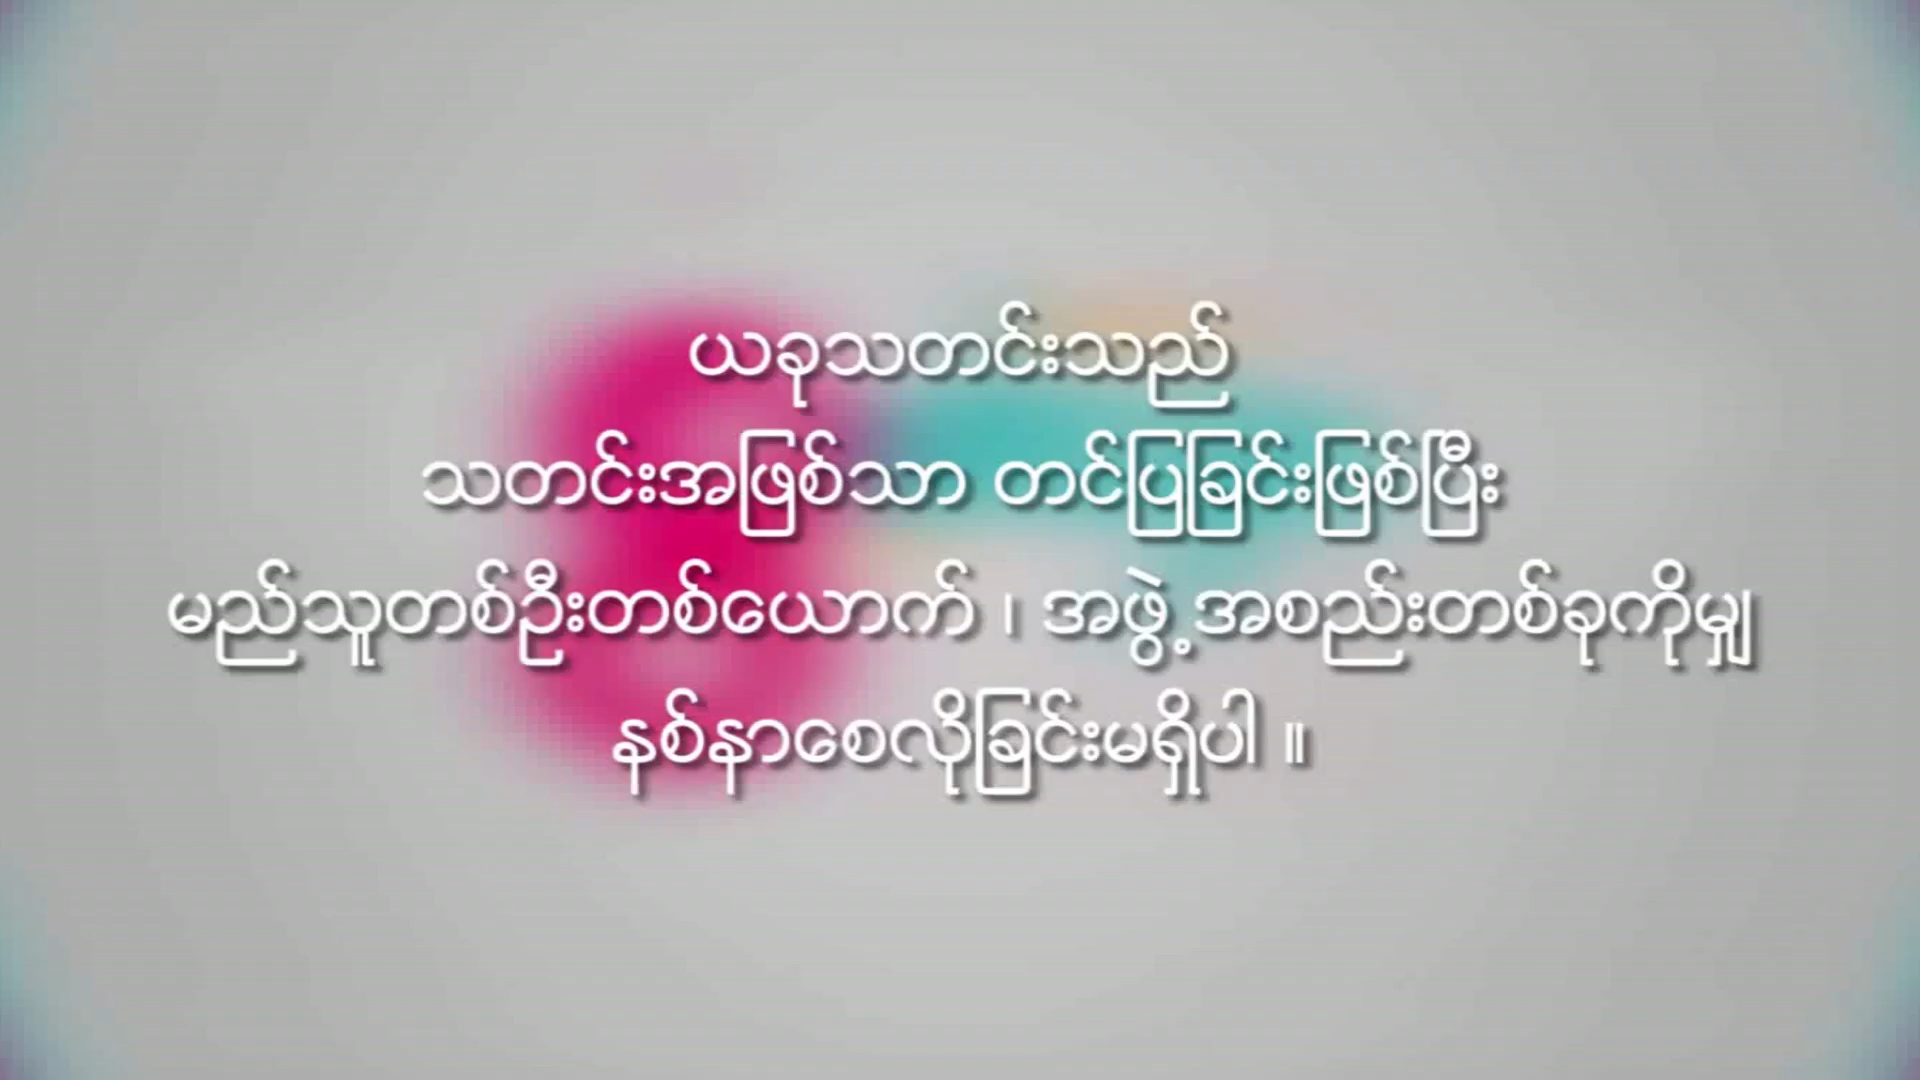 ယခုသတင်းသည်
သတင်းအဖြစ်သာ တင်ပြခြင်းဖြစ်ပြီး
မည်သူတစ်ဦးတစ်ယောက် ၊ အဖွဲ့အစည်းတစ်ခုကိုမျှ
နစ်နာစေလိုခြင်းမရှိပါ ။